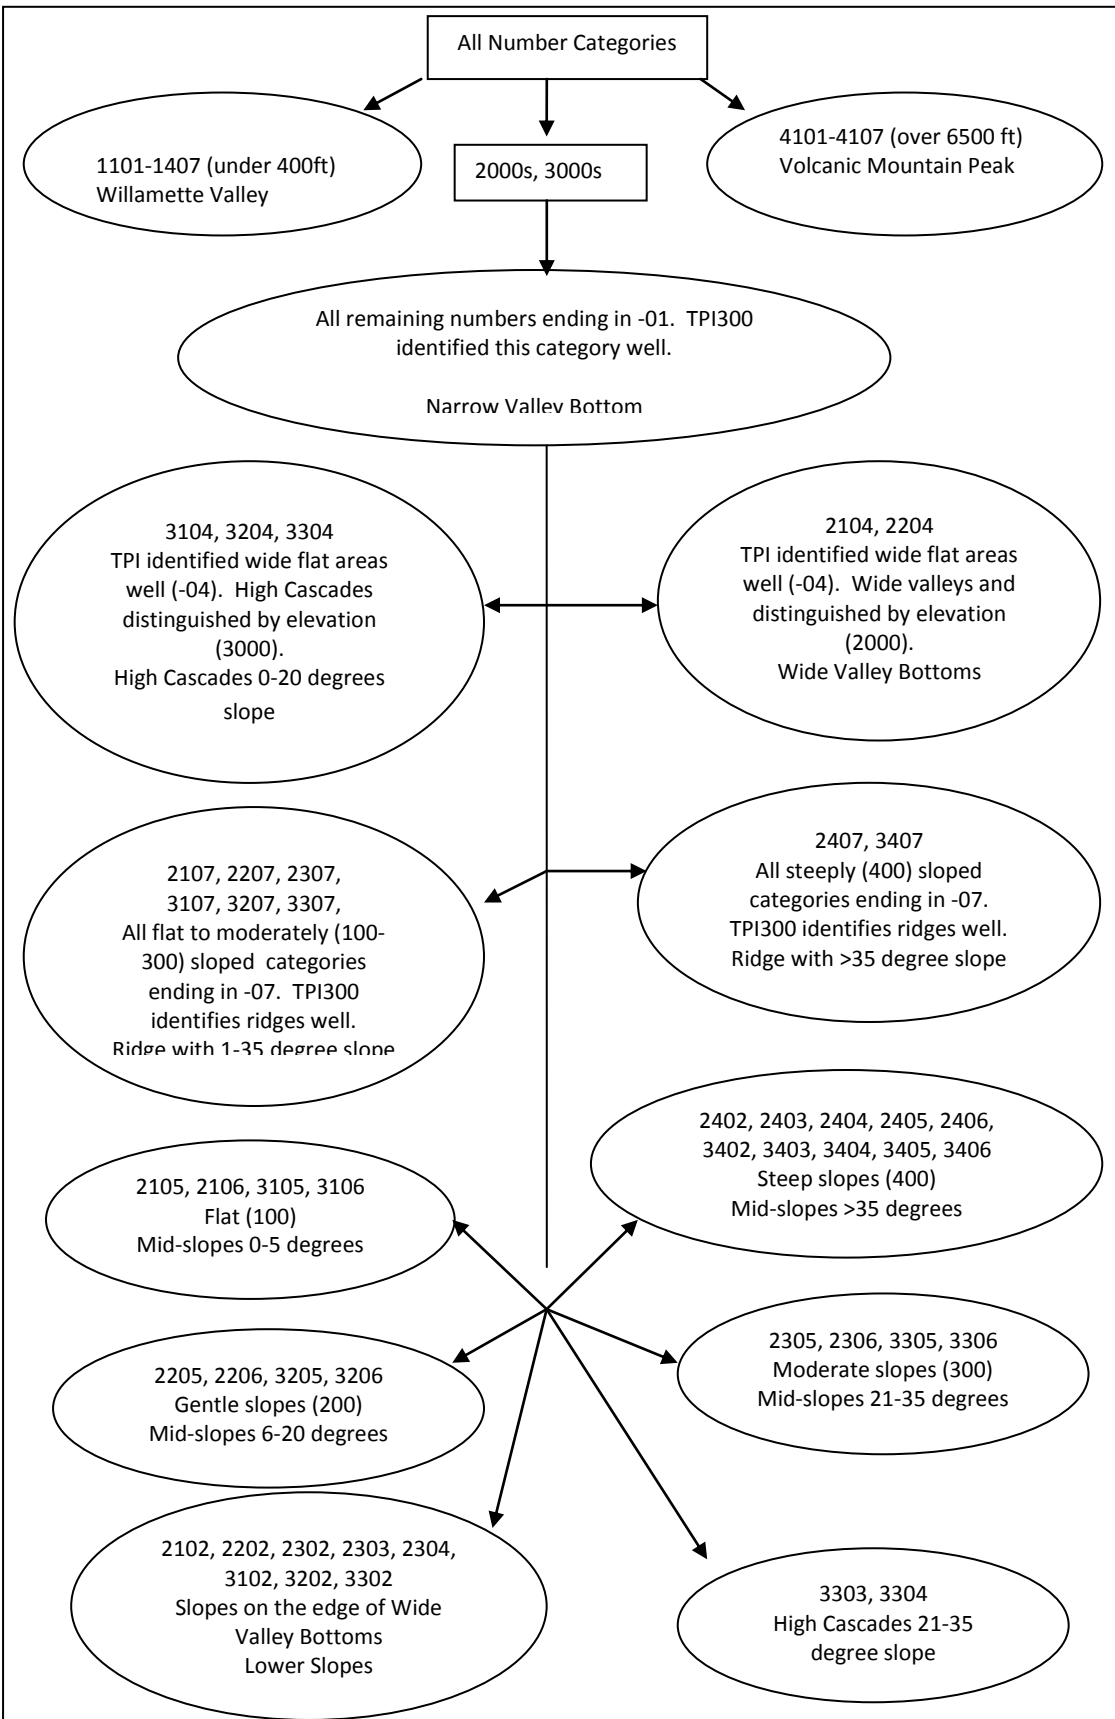 All Number Categories
1101-1407 (under 400ft)
Willamette Valley
2000s, 3000s
4101-4107 (over 6500 ft)
Volcanic Mountain Peak
All remaining numbers ending in -01.  TPI300
identified this category well.
Narrow Valley Bottom
3104, 3204, 3304
TPI identified wide flat areas
well (-04).  High Cascades
distinguished by elevation
(3000).
High Cascades 0-20 degrees
slope
2104, 2204
TPI identified wide flat areas
well (-04).  Wide valleys and
distinguished by elevation
(2000).
Wide Valley Bottoms
2107, 2207, 2307,
3107, 3207, 3307,
All flat to moderately (100-
300) sloped  categories
ending in -07.  TPI300
identifies ridges well.
Ridge with 1-35 degree slope
2407, 3407
All steeply (400) sloped
categories ending in -07.
TPI300 identifies ridges well.
Ridge with >35 degree slope
2402, 2403, 2404, 2405, 2406,
3402, 3403, 3404, 3405, 3406
Steep slopes (400)
Mid-slopes >35 degrees
2105, 2106, 3105, 3106
Flat (100)
Mid-slopes 0-5 degrees
2305, 2306, 3305, 3306
Moderate slopes (300)
Mid-slopes 21-35 degrees
2205, 2206, 3205, 3206
Gentle slopes (200)
Mid-slopes 6-20 degrees
2102, 2202, 2302, 2303, 2304,
3102, 3202, 3302
Slopes on the edge of Wide
Valley Bottoms
Lower Slopes
3303, 3304
High Cascades 21-35
degree slope